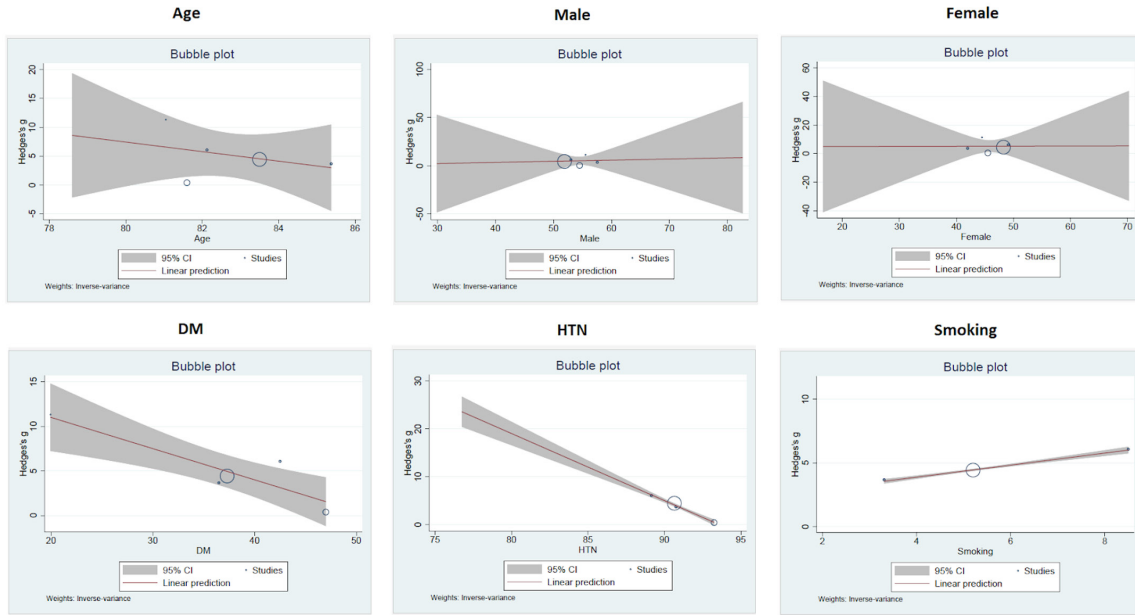 Age
Bubble plot
20
15
10
5
0
-5
Hedges's g
78 80 82 84 86
Age
95% CI Studies
Linear prediction
Weights: Inverse-variance
Male
Bubble plot
100
50
0
-50
Hedges's g
30 40 50 60 70 80
Male
95% CI Studies
Linear prediction
Weights: Inverse-variance
Female
Bubble plot
60
40
20
0
-20
-40
Hedges's g
20 30 40 50 60 70
Female
95% CI Studies
Linear prediction
Weights: Inverse-variance
DM
Bubble plot
15
10
5
0
Hedges's g
20 30 40 50
DM
95% CI Studies
Linear prediction
Weights: Inverse-variance
HTN
Bubble plot
30
20
10
0
Hedges's g
75 80 85 90 95
HTN
95% CI Studies
Linear prediction
Weights: Inverse-variance
Smoking
Bubble plot
10
5
0
Hedges's g
2 4 6 8
Smoking
95% CI Studies
Linear prediction
Weights: Inverse-variance